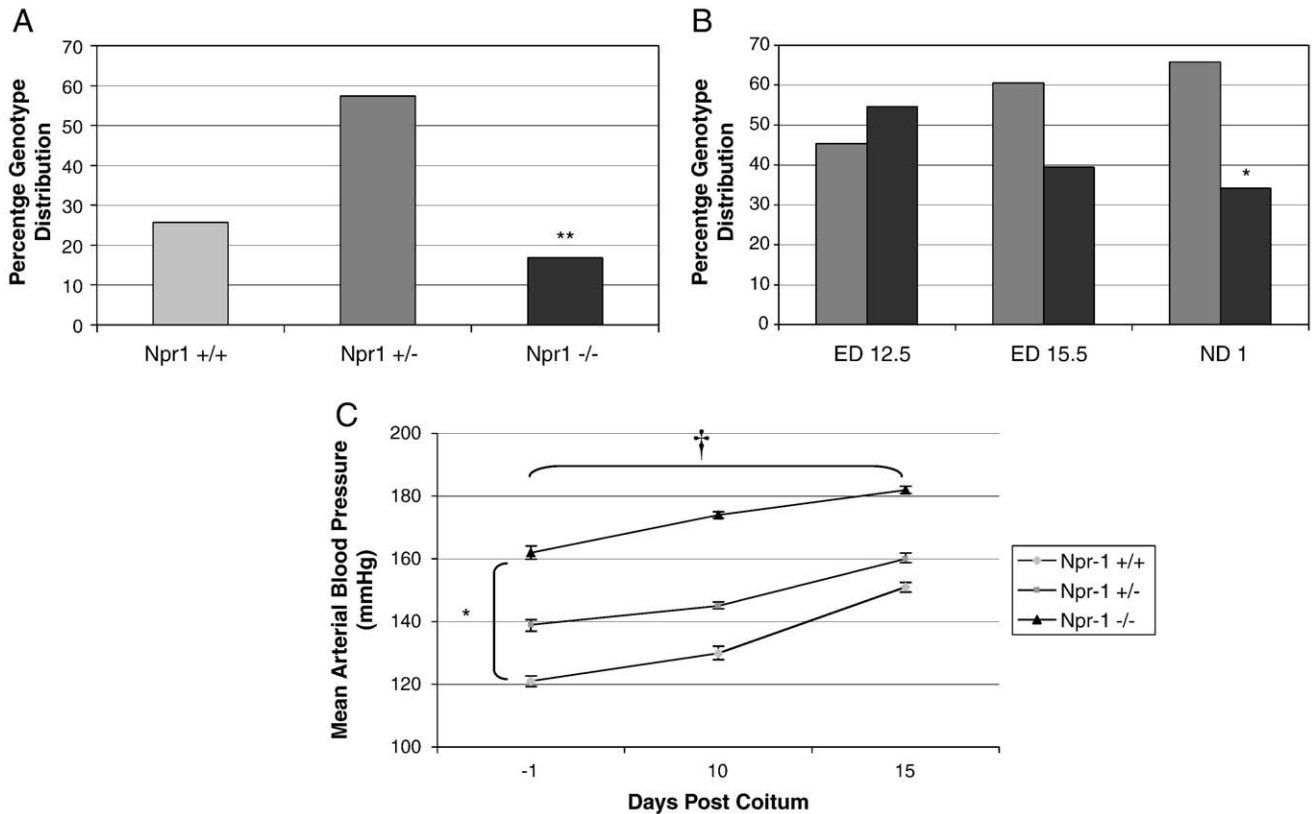 A
Percentge Genotype
Distribution
70
60
50
40
30
20
10
0
**
Npr1 +/+
Npr1 +/-
Npr1 -/-
B
Percentge Genotype
Distribution
70
60
50
40
30
20
10
0
*
ED 12.5
ED 15.5
ND 1
C
Mean Arterial Blood Pressure
(mmHg)
200
180
160
140
120
100
†
*
-1
10
15
Days Post Coitum
Npr-1 +/+
Npr-1 +/-
Npr-1 -/-